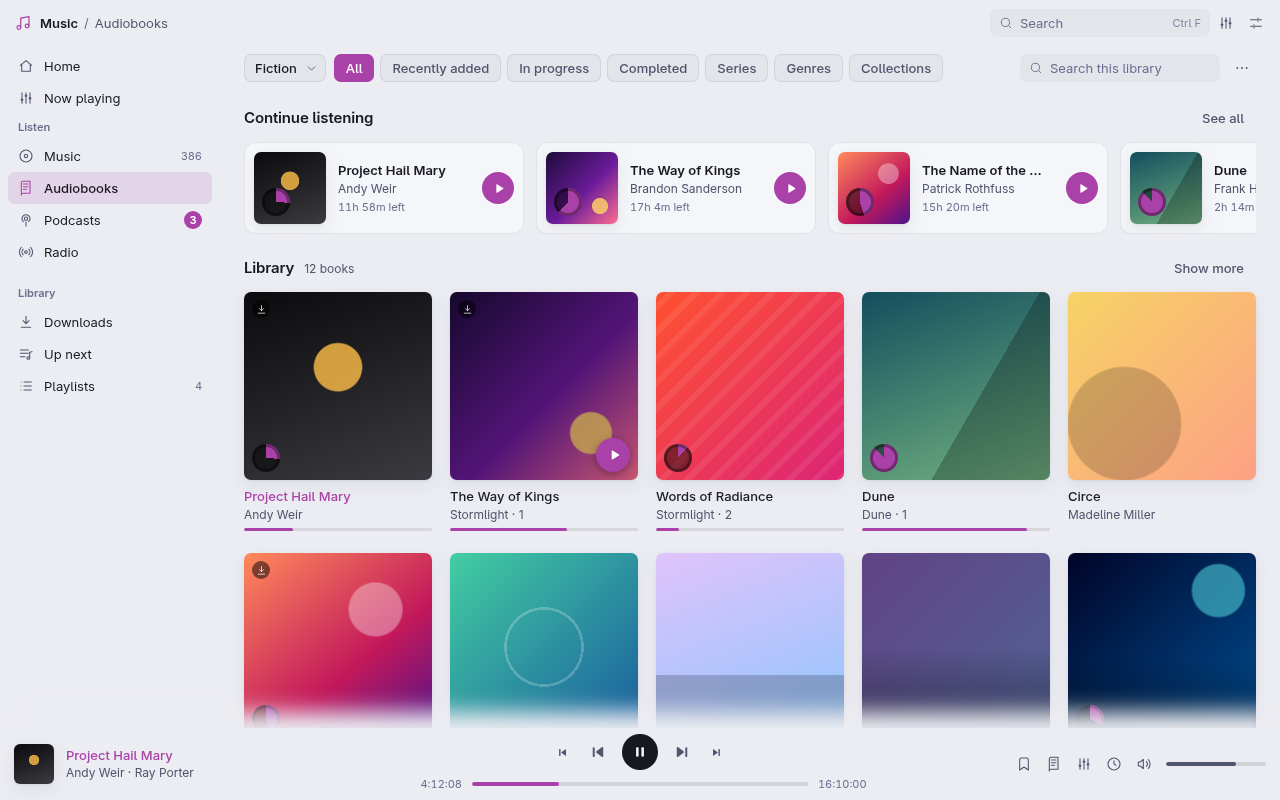 Music / Audiobooks
Search Ctrl F
Home
Now playing
Listen
Music 386
Audiobooks
Podcasts 3
Radio
Library
Downloads
Up next
Playlists 4
Fiction All Recently added In progress Completed Series Genres Collections Search this library
Continue listening See all
Project Hail Mary
Andy Weir
11h 58m left
The Way of Kings
Brandon Sanderson
17h 4m left
The Name of the ...
Patrick Rothfuss
15h 20m left
Dune
Frank H
2h 14m
Library 12 books Show more
Project Hail Mary
Andy Weir
The Way of Kings
Stormlight · 1
Words of Radiance
Stormlight · 2
Dune
Dune · 1
Circe
Madeline Miller
Project Hail Mary
Andy Weir · Ray Porter
4:12:08 16:10:00